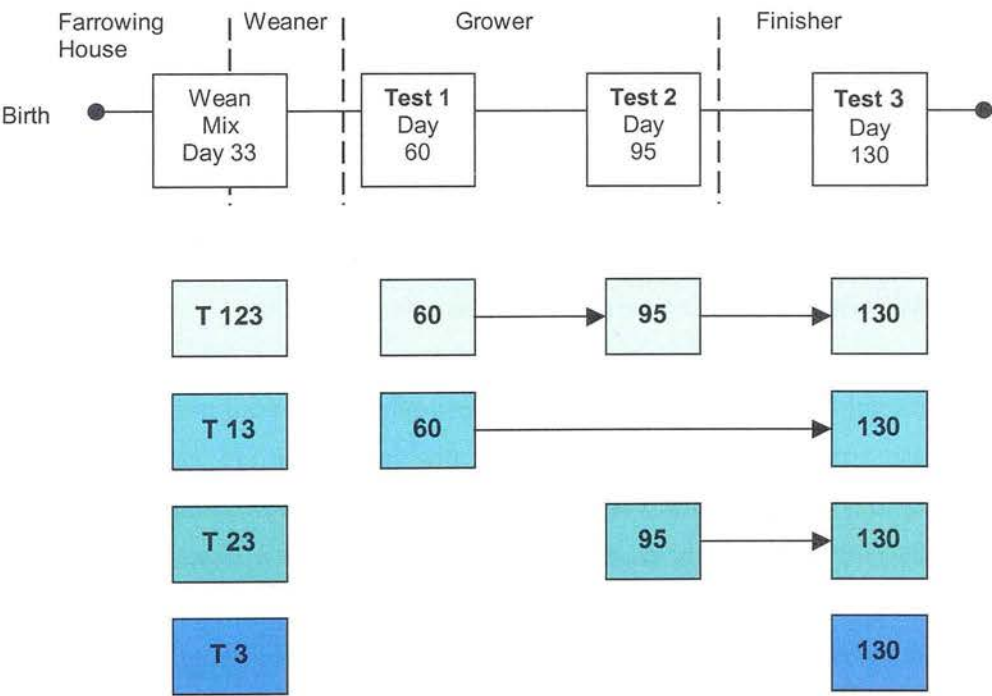 Farrowing
House
Weaner
Grower
Finisher
Birth
Wean
Mix
Day 33
Test 1
Day
60
Test 2
Day
95
Test 3
Day
130
T 123
60
95
130
T 13
60
130
T 23
95
130
T 3
130